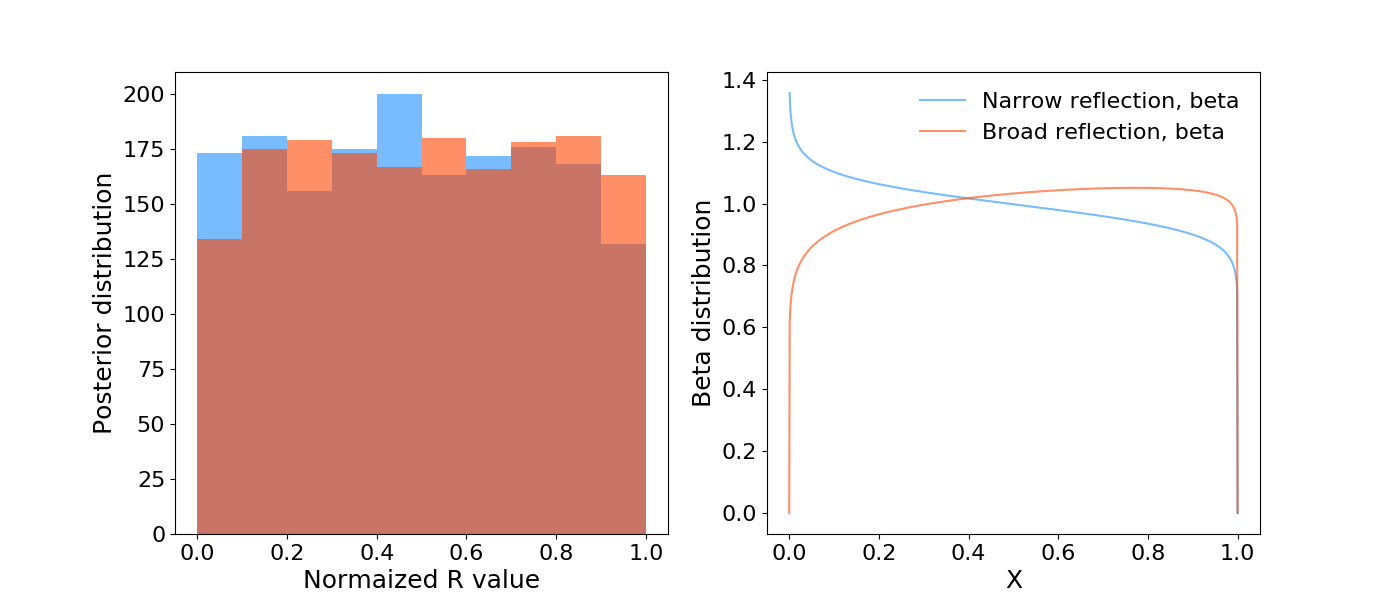 200
175
150
125
100
75
50
25
0
0.0 0.2 0.4 0.6 0.8 1.0
Normaized R value
Posterior distribution
1.4
1.2
1.0
0.8
0.6
0.4
0.2
0.0
0.0 0.2 0.4 0.6 0.8 1.0
X
Beta distribution
Narrow reflection, beta
Broad reflection, beta